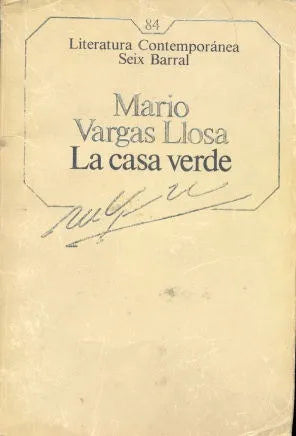 84
Literatura Contemporánea
Seix Barral
Mario
Vargas Llosa
La casa verde